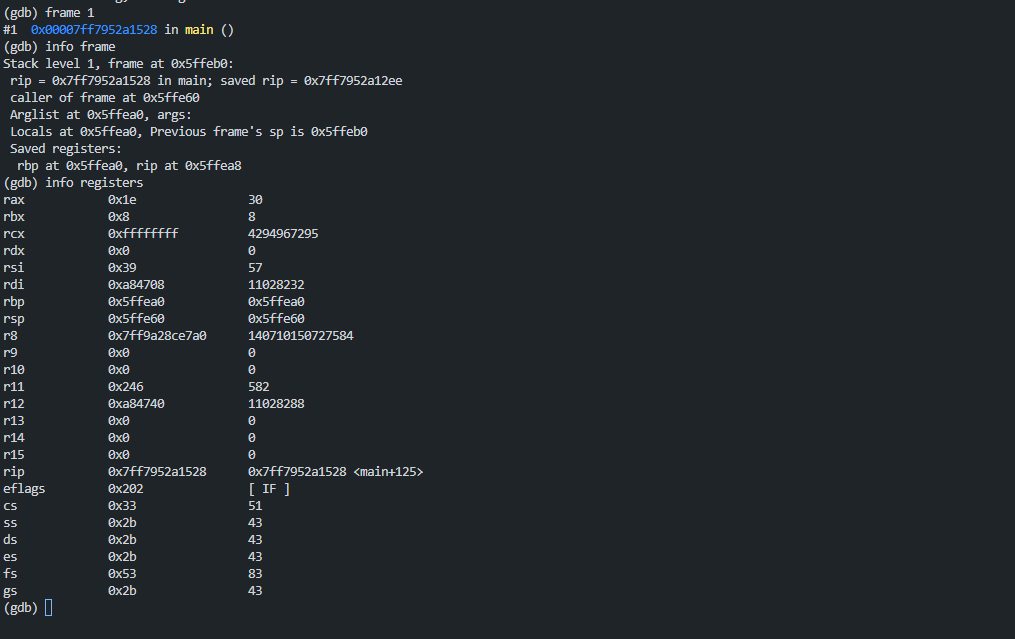 (gdb) frame 1
#1  0x00007ff7952a1528 in main ()
(gdb) info frame
Stack level 1, frame at 0x5ffeb0:
 rip = 0x7ff7952a1528 in main; saved rip = 0x7ff7952a12ee
 caller of frame at 0x5ffe60
 Arglist at 0x5ffea0, args:
 Locals at 0x5ffea0, Previous frame's sp is 0x5ffeb0
 Saved registers:
  rbp at 0x5ffea0, rip at 0x5ffea8
(gdb) info registers
rax            0x1e                30
rbx            0x8                 8
rcx            0xffffffff          4294967295
rdx            0x0                 0
rsi            0x39                57
rdi            0xa84708            11028232
rbp            0x5ffea0            0x5ffea0
rsp            0x5ffe60            0x5ffe60
r8             0x7ff9a28ce7a0      140710150727584
r9             0x0                 0
r10            0x0                 0
r11            0x246               582
r12            0xa84740            11028288
r13            0x0                 0
r14            0x0                 0
r15            0x0                 0
rip            0x7ff7952a1528      0x7ff7952a1528 <main+125>
eflags         0x202               [ IF ]
cs             0x33                51
ss             0x2b                43
ds             0x2b                43
es             0x2b                43
fs             0x53                83
gs             0x2b                43
(gdb)